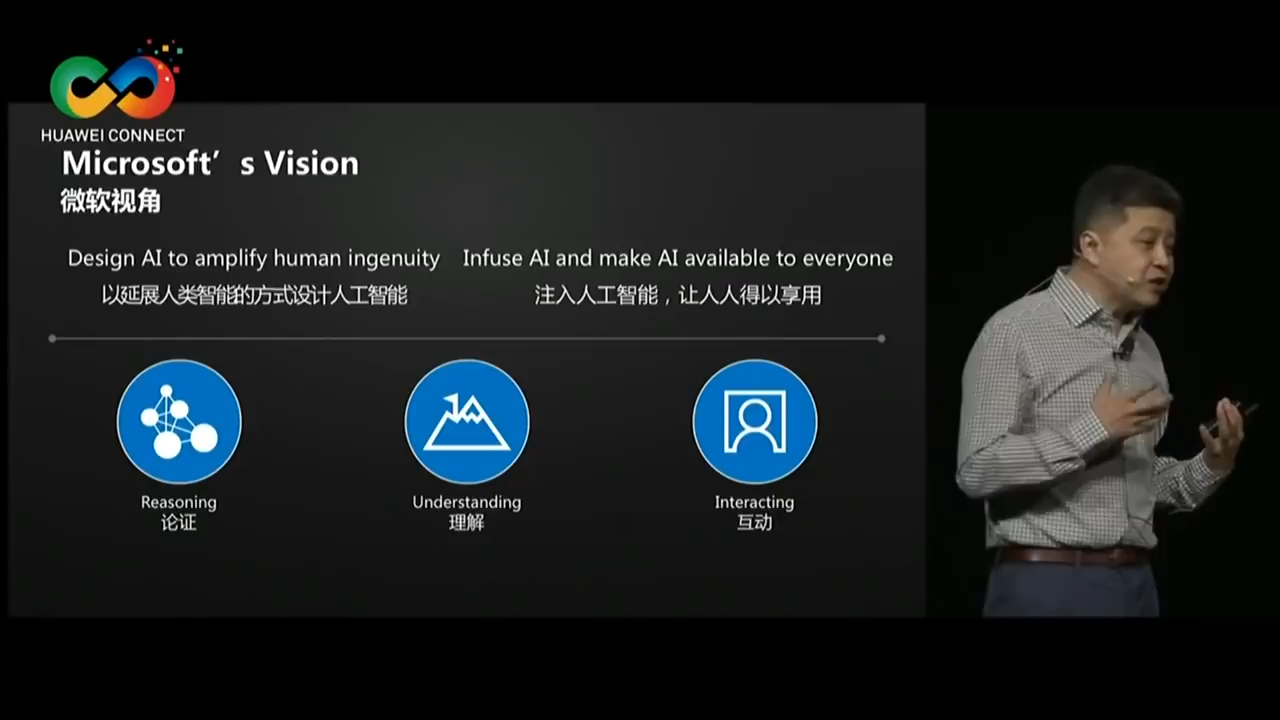 HUAWEI CONNECT
Microsoft’ s Vision
微软视角
Design AI to amplify human ingenuity
以延展人类智能的方式设计人工智能
Infuse AI and make AI available to everyone
注入人工智能，让人人得以享用
Reasoning
论证
Understanding
理解
Interacting
互动